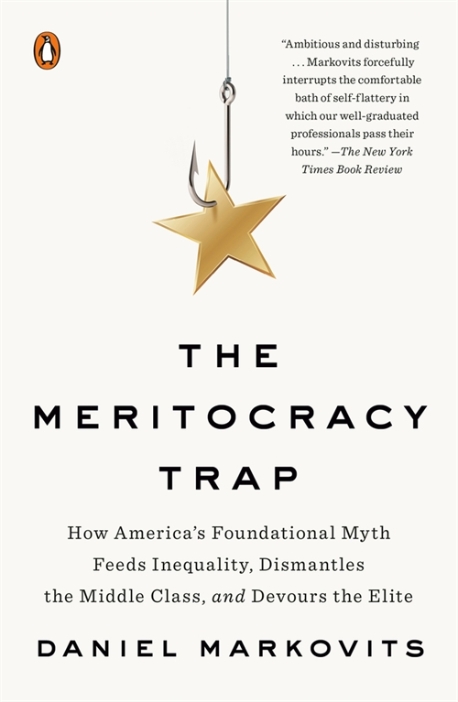 “Ambitious and disturbing
. . . Markovits forcefully
interrupts the comfortable
bath of self-flattery in
which our well-graduated
professionals pass their
hours.” —The New York
Times Book Review
THE
MERITOCRACY
TRAP
How America’s Foundational Myth
Feeds Inequality, Dismantles
the Middle Class, and Devours the Elite
DANIEL MARKOVITS